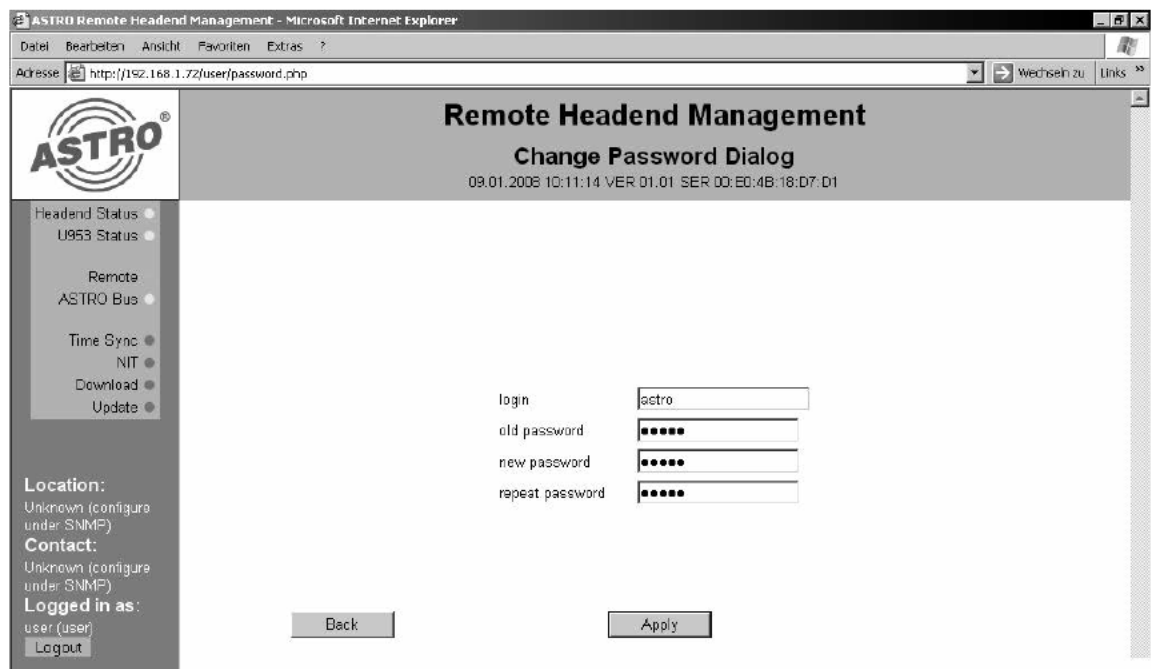 ASTRO Remote Headend Management - Microsoft Internet Explorer
Datei Bearbeiten Ansicht Favoriten Extras ?
Adresse http://192.168.1.72/user/password.php Wechseln zu Links »
ASTRO®
Remote Headend Management
Change Password Dialog
09.01.2008 10:11:14 VER 01.01 SER 00:E0:4B:18:D7:D1
Headend Status
U953 Status
Remote
ASTRO Bus
Time Sync
NIT
Download
Update
login astro
old password •••••
new password •••••
repeat password •••••
Location:
Unknown (configure
under SNMP)
Contact:
Unknown (configure
under SNMP)
Logged in as:
user (user)
Logout
Back Apply